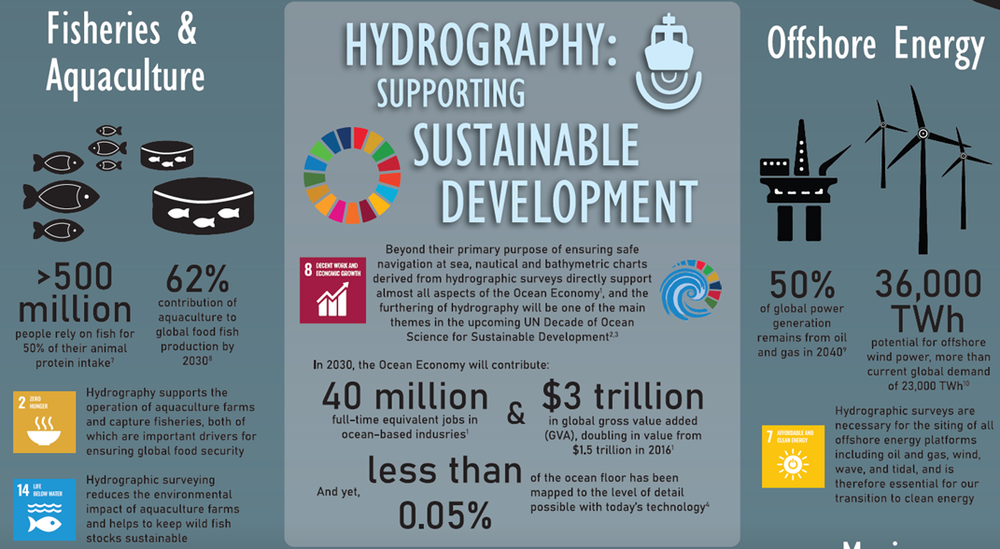 Fisheries &
Aquaculture
>500
million
people rely on fish for
50% of their animal
protein intake⁷
62%
contribution of
aquaculture to
global food fish
production by
2030⁸
2 ZERO
HUNGER
Hydrography supports the
operation of aquaculture farms
and capture fisheries, both of
which are important drivers for
ensuring global food security
14 LIFE
BELOW WATER
Hydrographic surveying
reduces the environmental
impact of aquaculture farms
and helps to keep wild fish
stocks sustainable
HYDROGRAPHY:
SUPPORTING
SUSTAINABLE
DEVELOPMENT
8 DECENT WORK AND
ECONOMIC GROWTH
Beyond their primary purpose of ensuring safe
navigation at sea, nautical and bathymetric charts
derived from hydrographic surveys directly support
almost all aspects of the Ocean Economy¹, and the
furthering of hydrography will be one of the main
themes in the upcoming UN Decade of Ocean
Science for Sustainable Development²,³
In 2030, the Ocean Economy will contribute:
40 million
full-time equivalent jobs in
ocean-based indusries¹
&
$3 trillion
in global gross value added
(GVA), doubling in value from
$1.5 trillion in 2016¹
And yet,
less than
0.05%
of the ocean floor has been
mapped to the level of detail
possible with today's technology⁴
Offshore Energy
50%
of global power
generation
remains from oil
and gas in 2040⁹
36,000
TWh
potential for offshore
wind power, more than
current global demand
of 23,000 TWh¹⁰
7 AFFORDABLE AND
CLEAN ENERGY
Hydrographic surveys are
necessary for the siting of all
offshore energy platforms
including oil and gas, wind,
wave, and tidal, and is
therefore essential for our
transition to clean energy